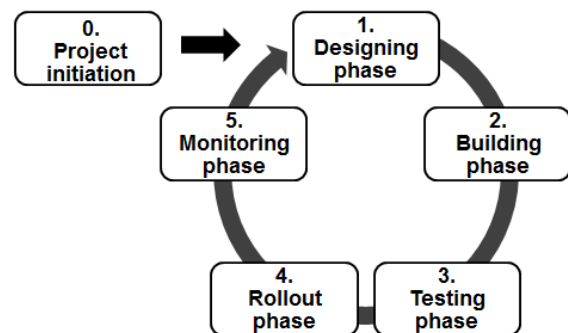 0.
Project
initiation
1.
Designing
phase
2.
Building
phase
3.
Testing
phase
4.
Rollout
phase
5.
Monitoring
phase